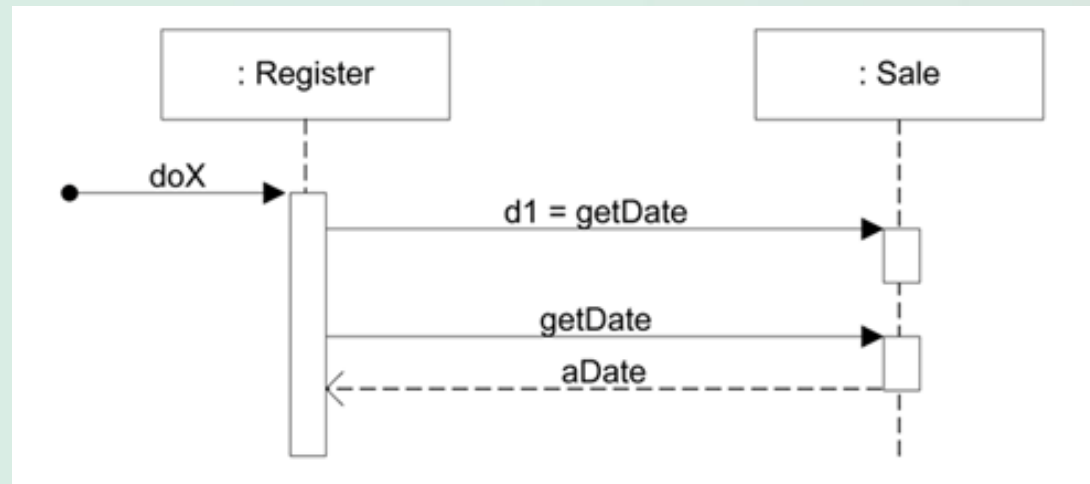 : Register
: Sale
doX
d1 = getDate
getDate
aDate